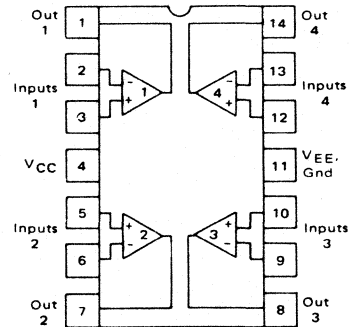 Out 1
1
14
Out 4
2
-
-
13
Inputs 1
1
4
Inputs 4
3
+
+
12
VCC
4
11
VEE, Gnd
5
+
+
10
Inputs 2
2
3
Inputs 3
6
-
-
9
Out 2
7
8
Out 3